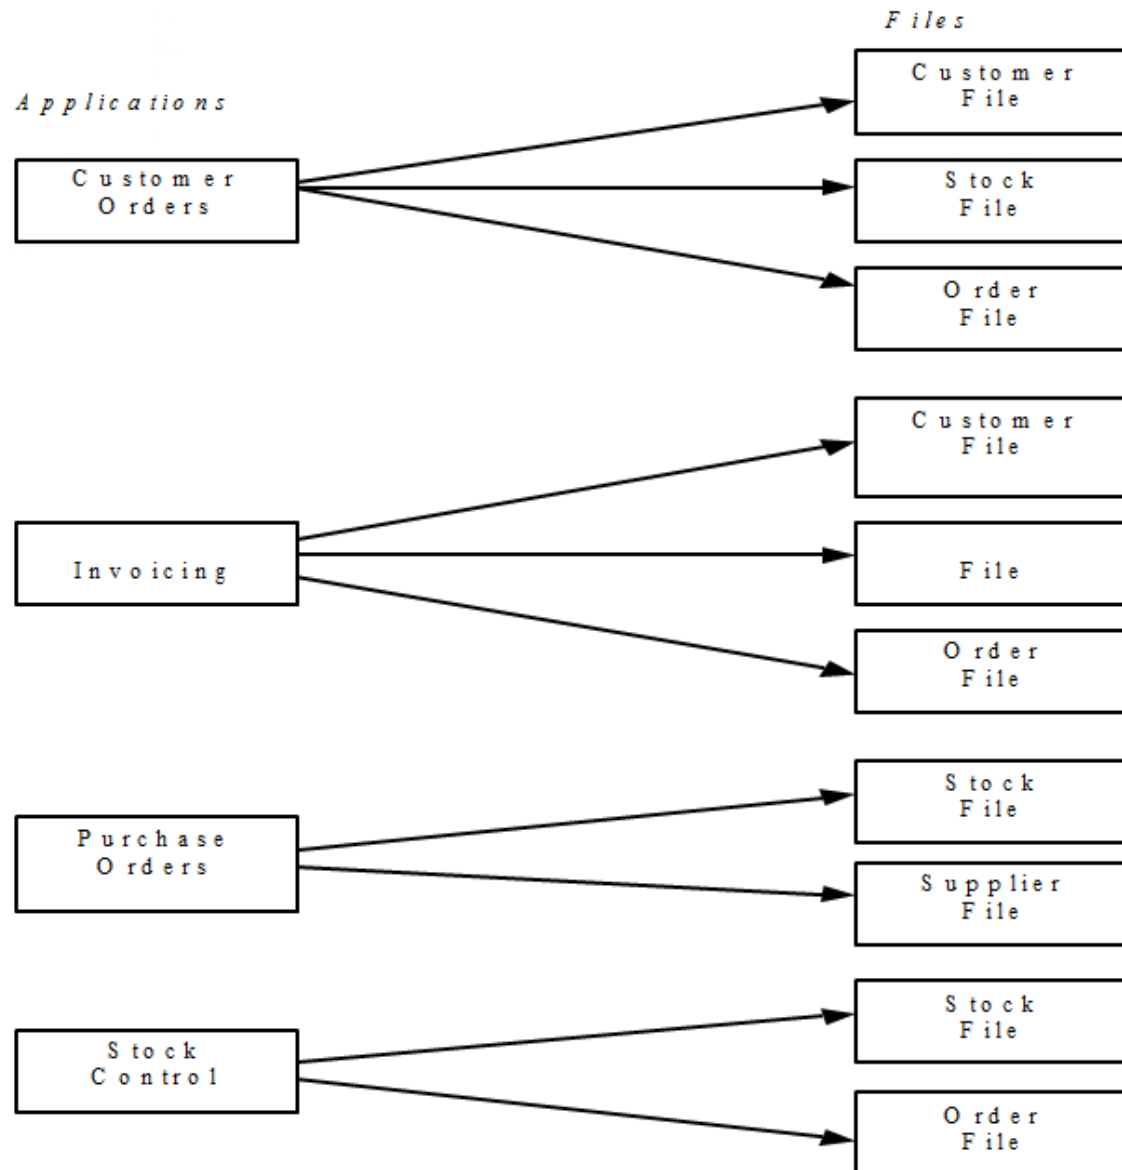 Files
Applications
Customer
File
Customer
Orders
Stock
File
Order
File
Customer
File
Invoicing
File
Order
File
Stock
File
Purchase
Orders
Supplier
File
Stock
File
Stock
Control
Order
File